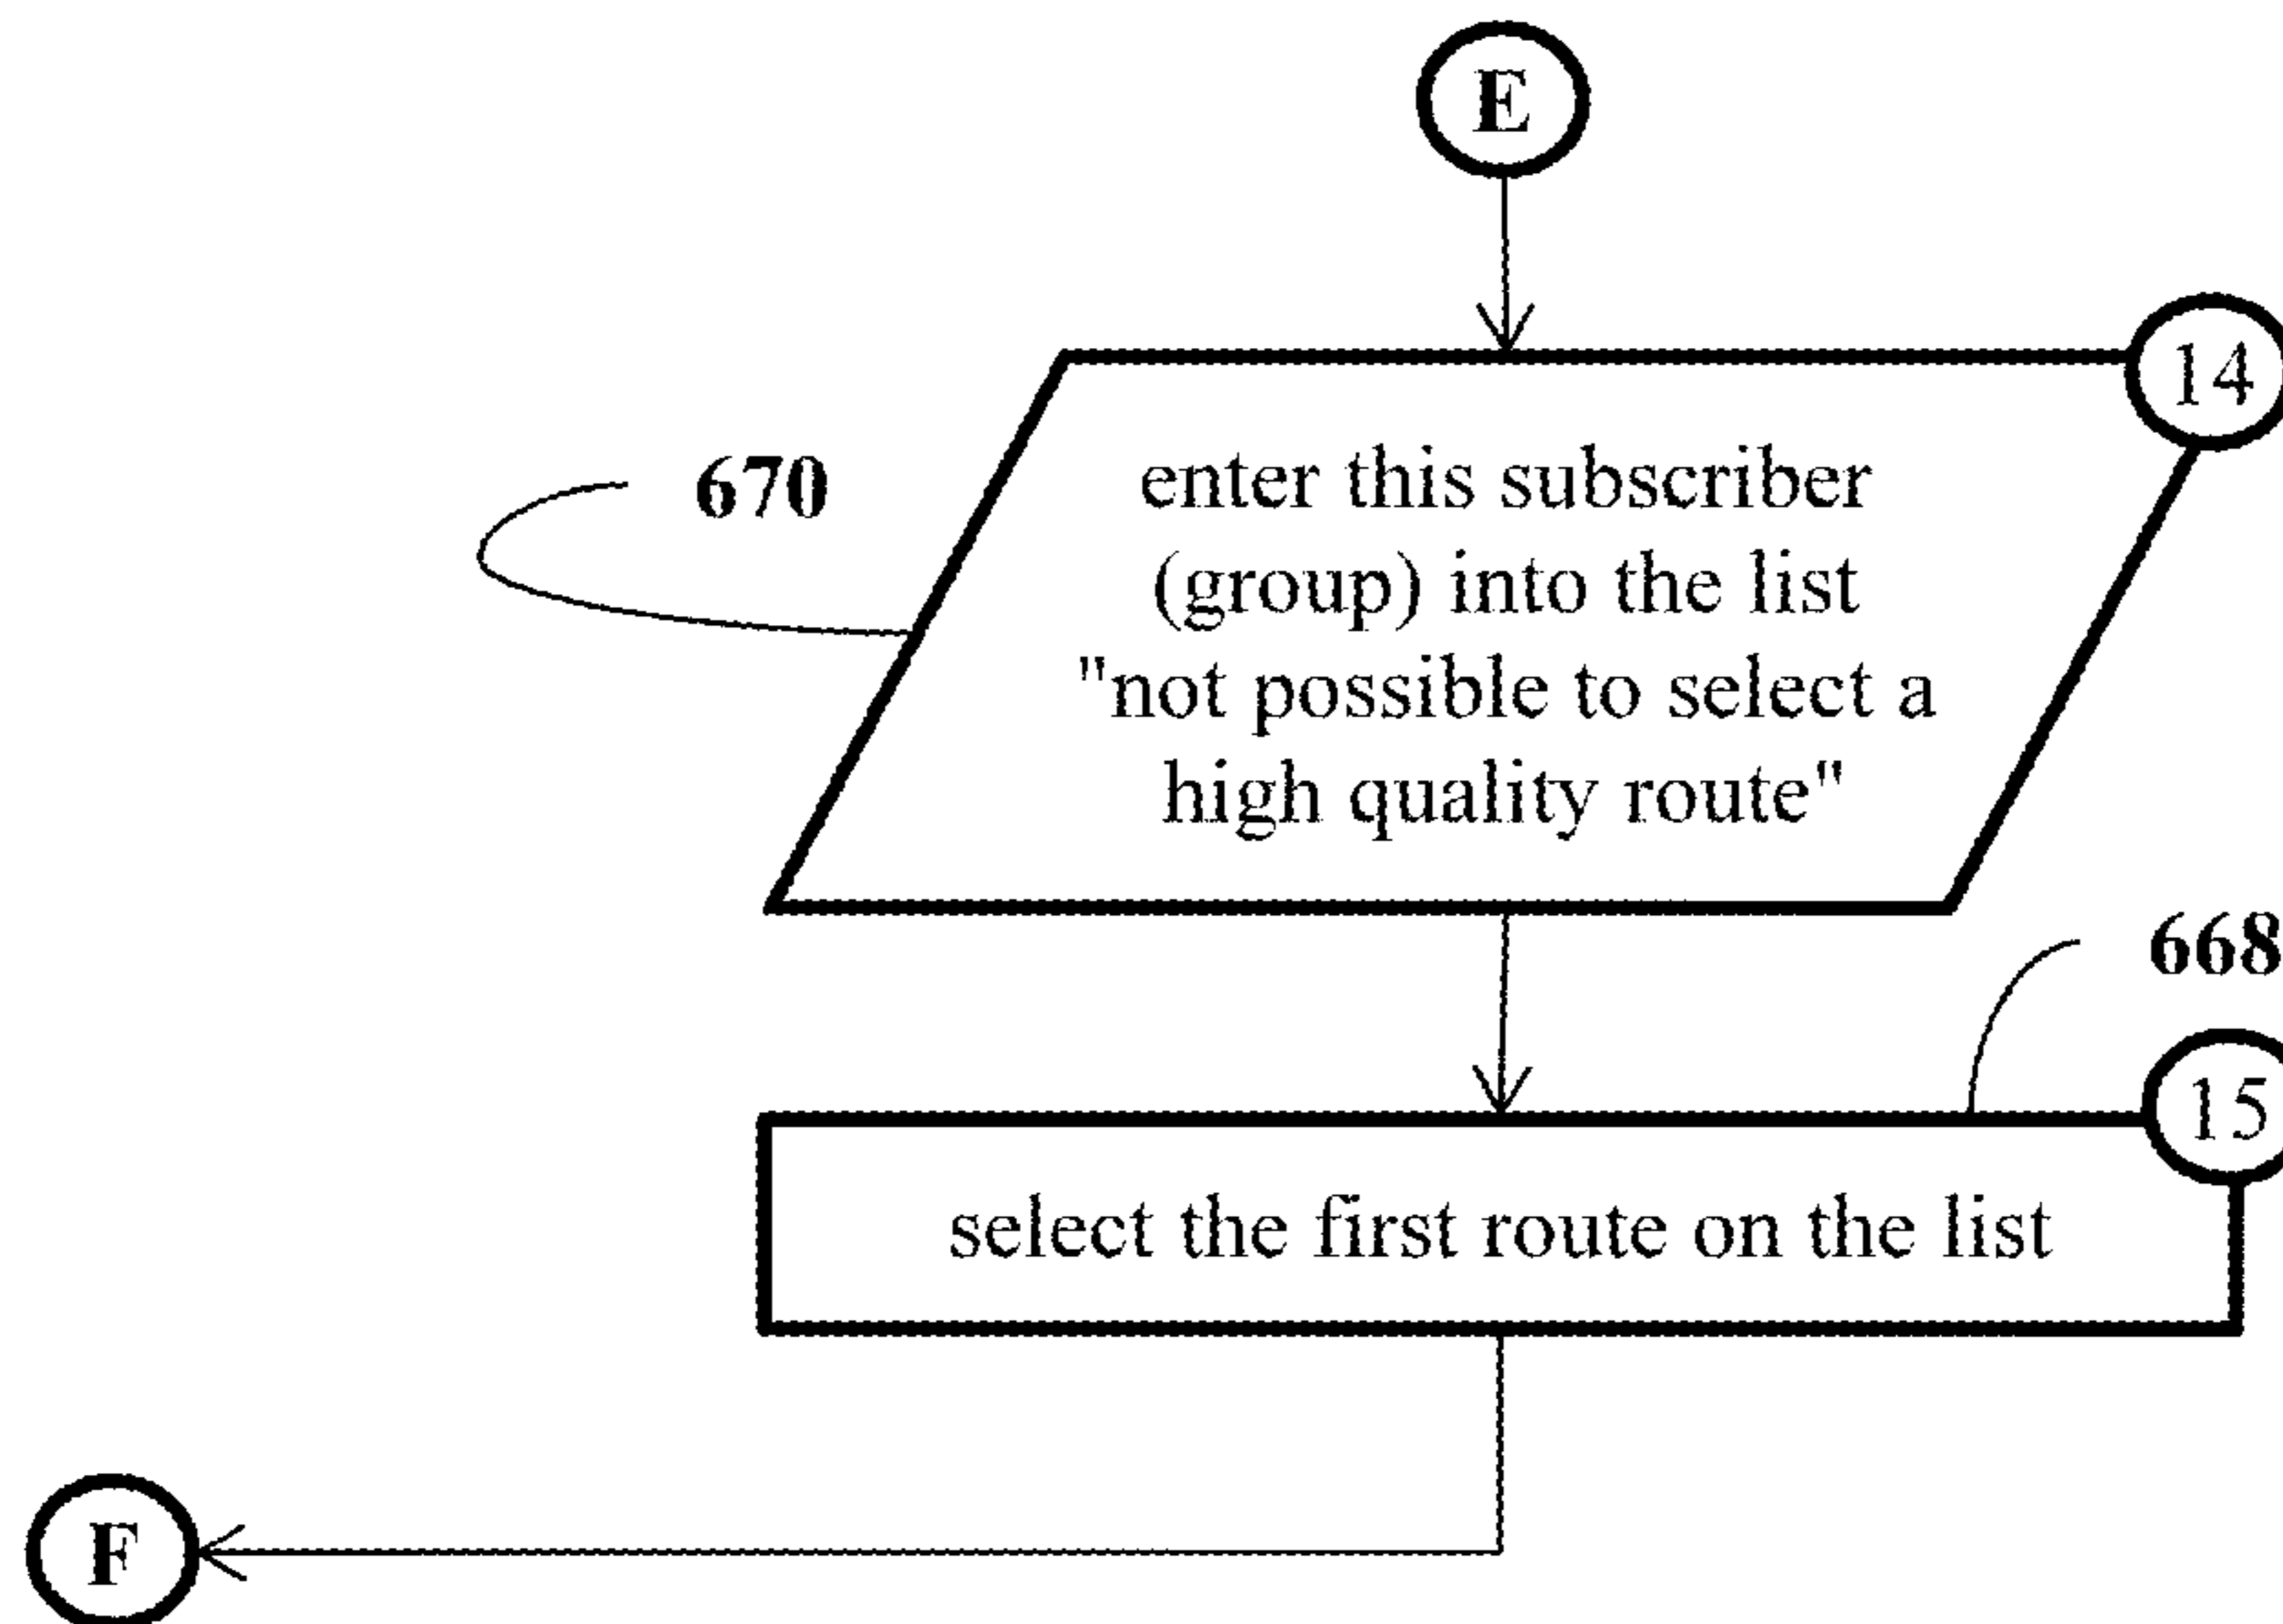 E
14
670
enter this subscriber
(group) into the list
"not possible to select a
high quality route"
668
15
select the first route on the list
F